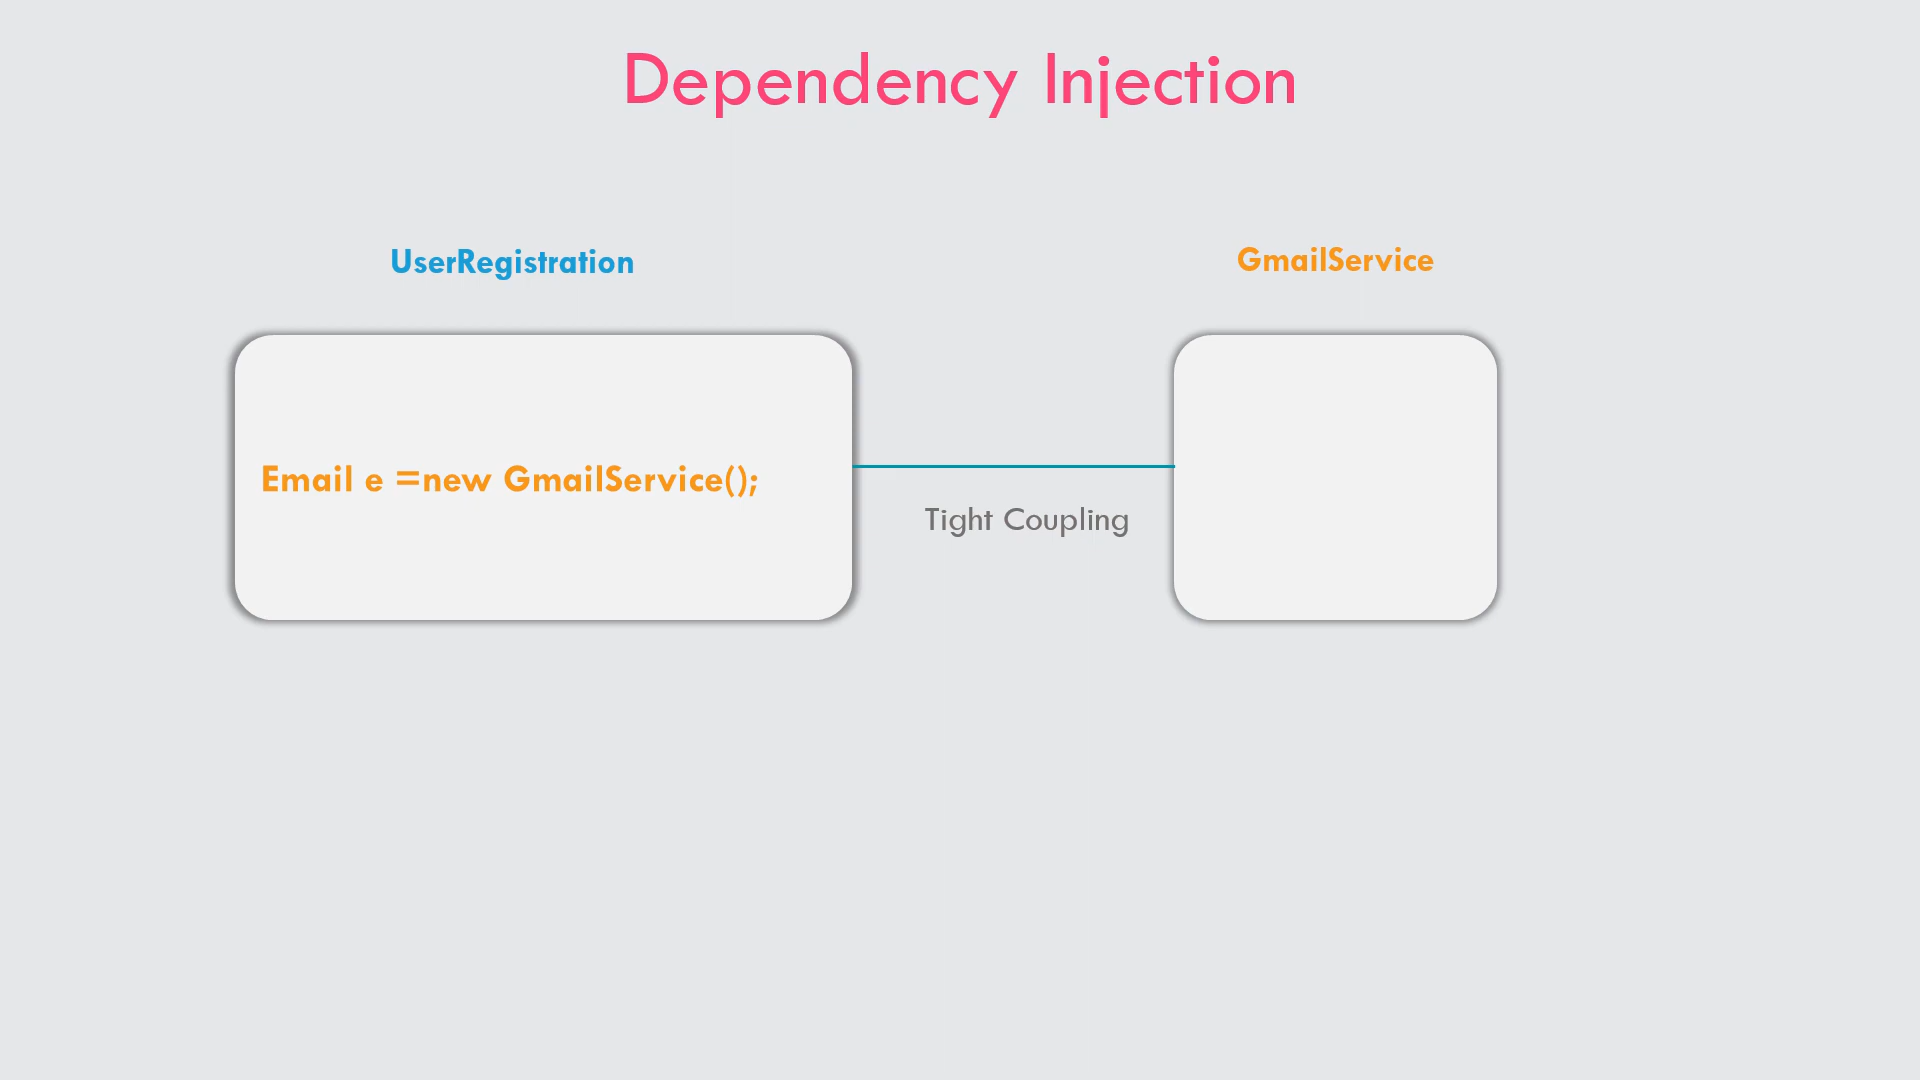 Dependency Injection
UserRegistration
GmailService
Email e =new GmailService();
Tight Coupling